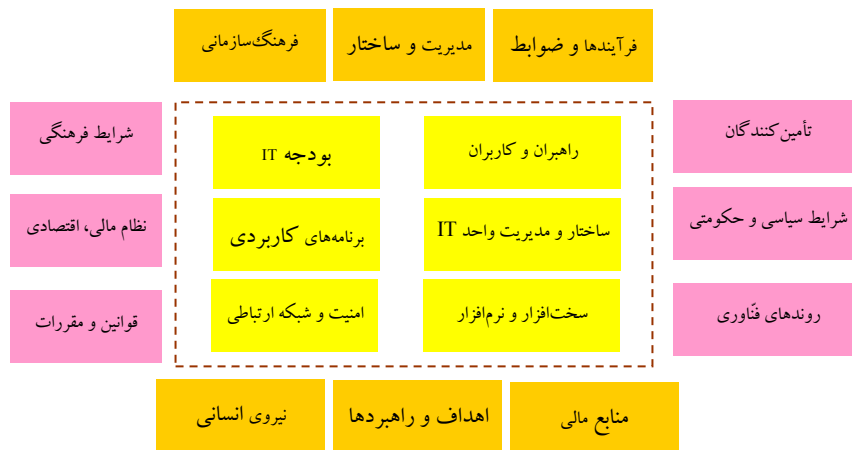 فرآیندها و ضوابط
مدیریت و ساختار
فرهنگ‌سازمانی
تأمین‌کنندگان
راهبران و کاربران
بودجه IT
شرایط فرهنگی
شرایط سیاسی و حکومتی
ساختار و مدیریت واحد IT
برنامه‌های کاربردی
نظام مالی، اقتصادی
روندهای فنّاوری
سخت‌افزار و نرم‌افزار
امنیت و شبکه ارتباطی
قوانین و مقررات
منابع مالی
اهداف و راهبردها
نیروی انسانی